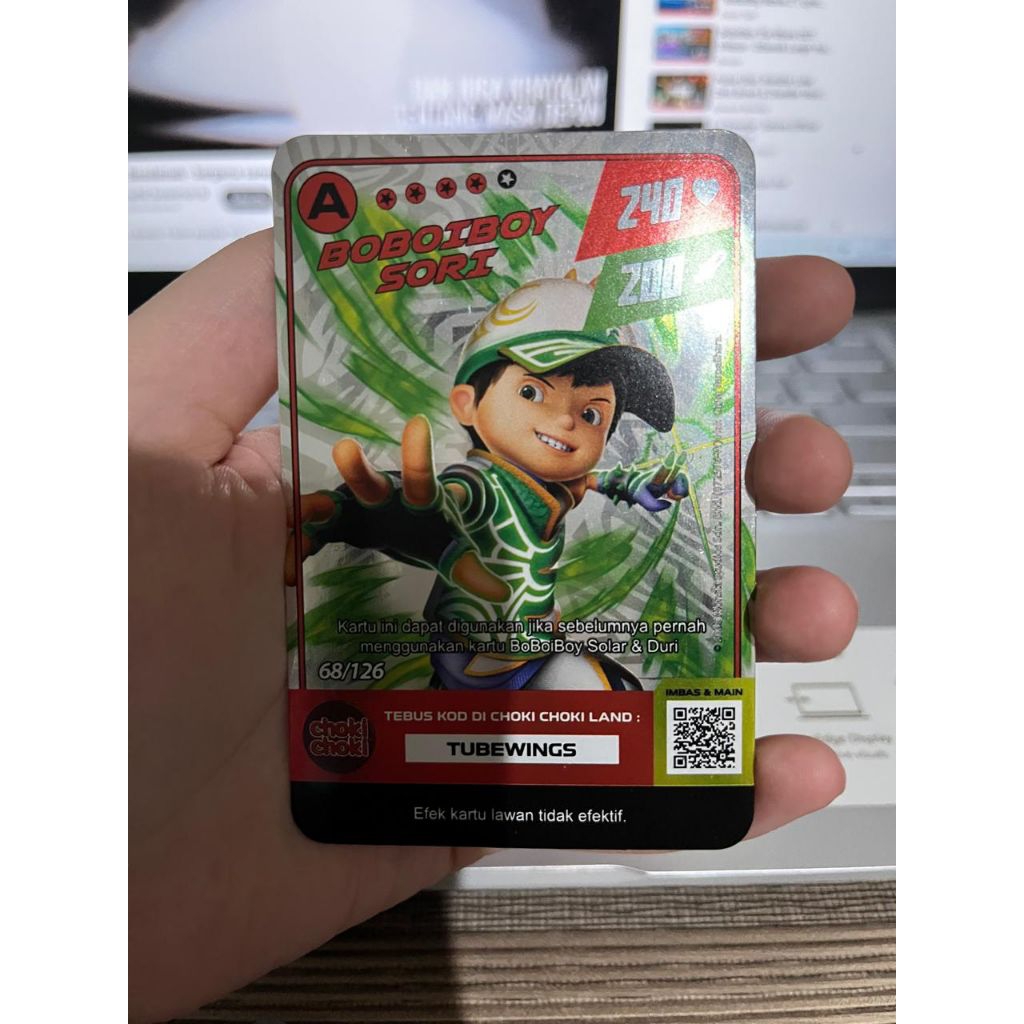 A
240
BOBOIBOY
SORI
200
Kartu ini dapat digunakan jika sebelumnya pernah
menggunakan kartu BoBoiBoy Solar & Duri
68/126
IMBAS & MAIN
choki
choki
TEBUS KOD DI CHOKI CHOKI LAND :
TUBEWINGS
Efek kartu lawan tidak efektif.